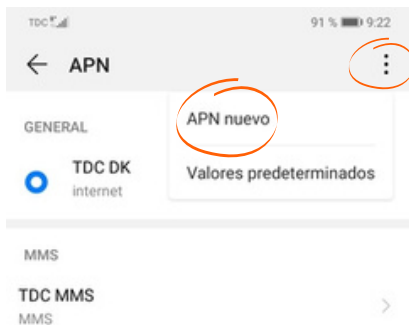 TDC 91 % 9:22
APN
APN nuevo
GENERAL
TDC DK
internet
Valores predeterminados
MMS
TDC MMS
MMS